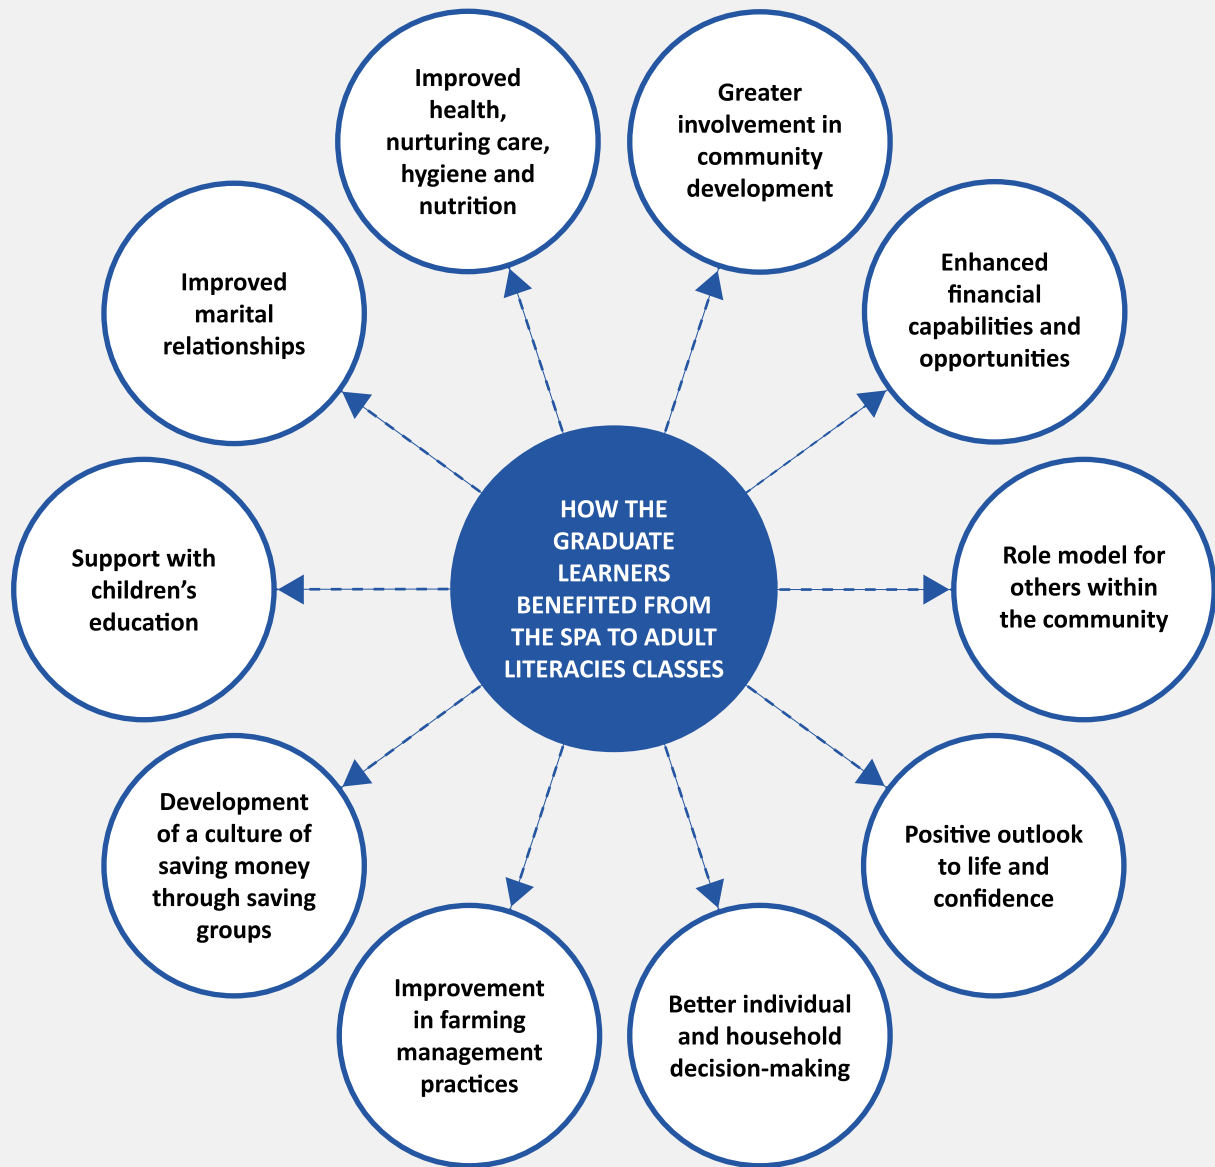 Improved
health,
nurturing care,
hygiene and
nutrition
Greater
involvement in
community
development
Improved
marital
relationships
Enhanced
financial
capabilities and
opportunities
Support with
children’s
education
HOW THE
GRADUATE
LEARNERS
BENEFITED FROM
THE SPA TO ADULT
LITERACIES CLASSES
Role model for
others within
the community
Development
of a culture of
saving money
through saving
groups
Positive outlook
to life and
confidence
Improvement
in farming
management
practices
Better individual
and household
decision-making